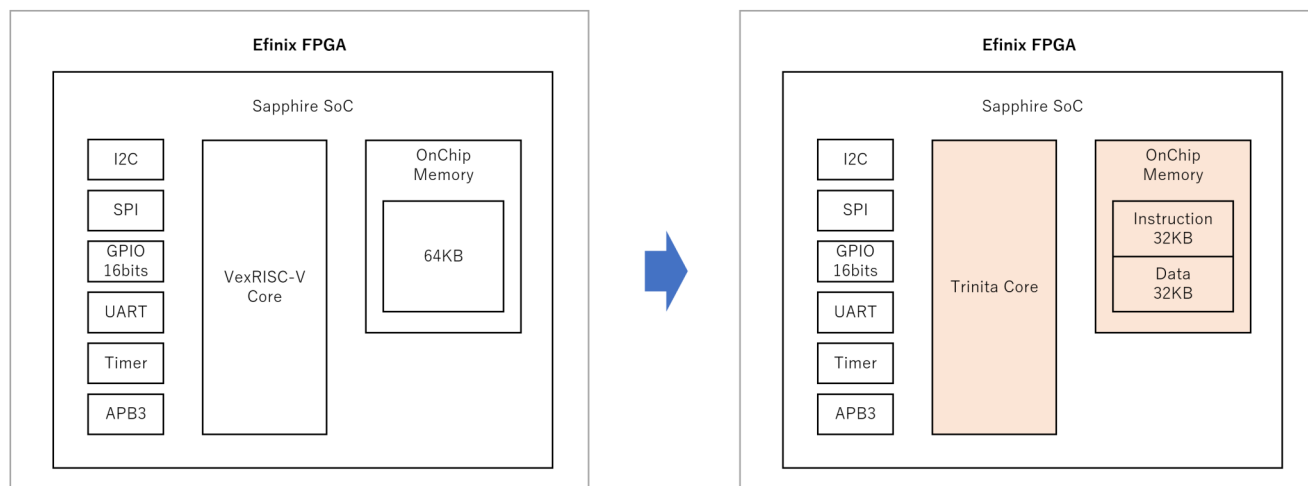 Efinix FPGA
Sapphire SoC
I2C
SPI
GPIO
16bits
UART
Timer
APB3
VexRISC-V
Core
OnChip
Memory
64KB
Efinix FPGA
Sapphire SoC
I2C
SPI
GPIO
16bits
UART
Timer
APB3
Trinita Core
OnChip
Memory
Instruction
32KB
Data
32KB